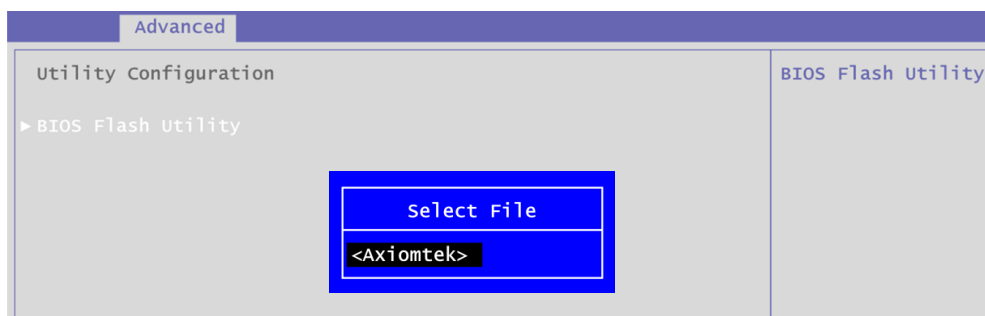 Advanced
Utility Configuration
BIOS Flash Utility
BIOS Flash Utility
Select File
<Axiomtek>